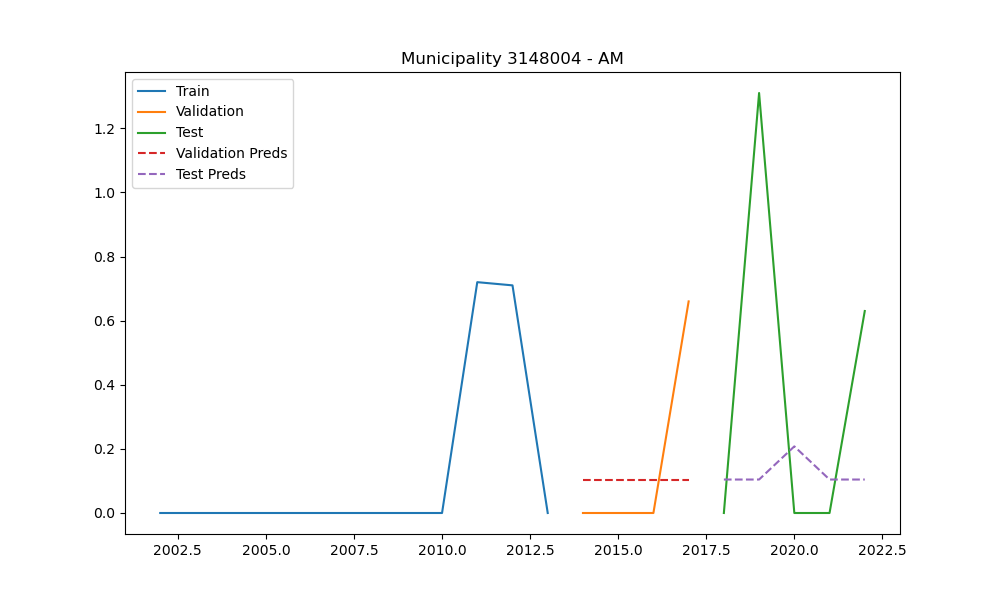 Municipality 3148004 - AM
Train
Validation
Test
Validation Preds
Test Preds
1.2
1.0
0.8
0.6
0.4
0.2
0.0
2002.5 2005.0 2007.5 2010.0 2012.5 2015.0 2017.5 2020.0 2022.5